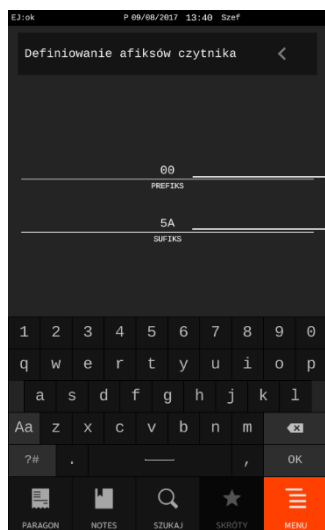 EJ:ok P 09/08/2017 13:40 Szef
Definiowanie afiksów czytnika <
00
PREFIKS
5A
SUFIKS
1 2 3 4 5 6 7 8 9 0
q w e r t y u i o p
a s d f g h j k l
Aa z x c v b n m
?# . , OK
PARAGON NOTES SZUKAJ SKRÓTY MENU